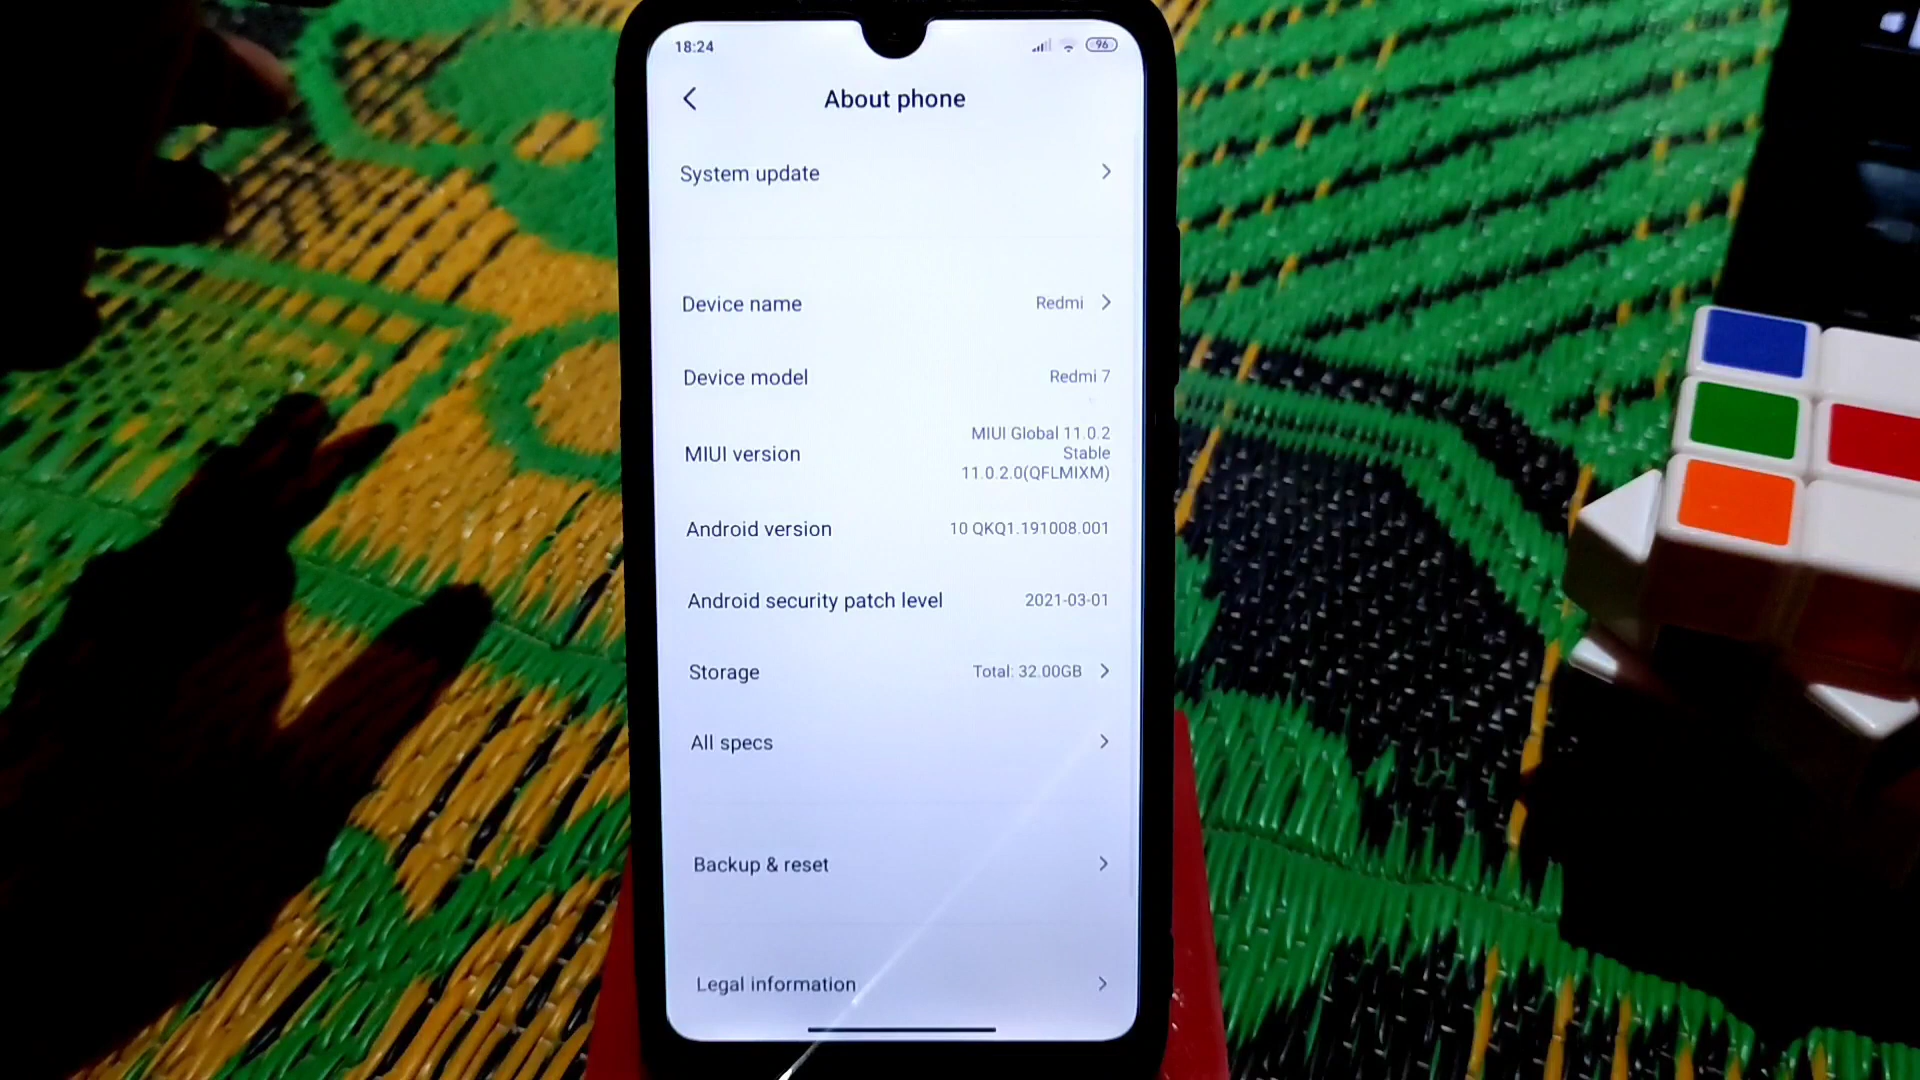 18:24
96
About phone
System update
Device name
Redmi
Device model
Redmi 7
MIUI version
MIUI Global 11.0.2
Stable
11.0.2.0(QFLMIXM)
Android version
10 QKQ1.191008.001
Android security patch level
2021-03-01
Storage
Total: 32.00GB
All specs
Backup & reset
Legal information